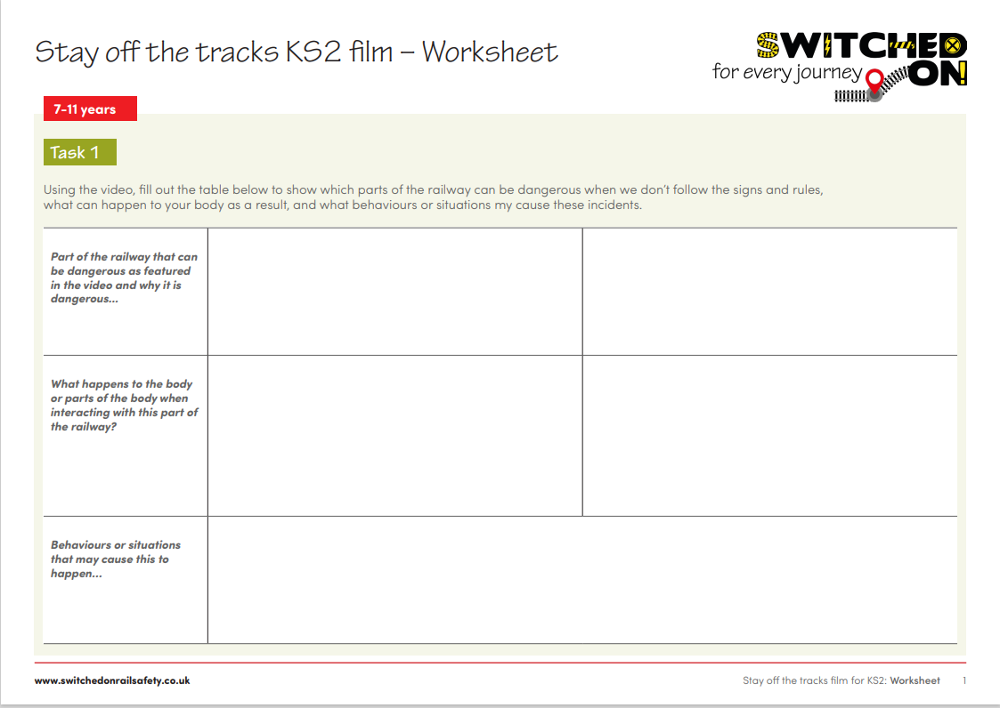 Stay off the tracks KS2 film – Worksheet
SWITCHED
for every journey ON!
7-11 years
Task 1
Using the video, fill out the table below to show which parts of the railway can be dangerous when we don’t follow the signs and rules,
what can happen to your body as a result, and what behaviours or situations my cause these incidents.
Part of the railway that can
be dangerous as featured
in the video and why it is
dangerous...
What happens to the body
or parts of the body when
interacting with this part of
the railway?
Behaviours or situations
that may cause this to
happen...
www.switchedonrailsafety.co.uk
Stay off the tracks film for KS2: Worksheet 1